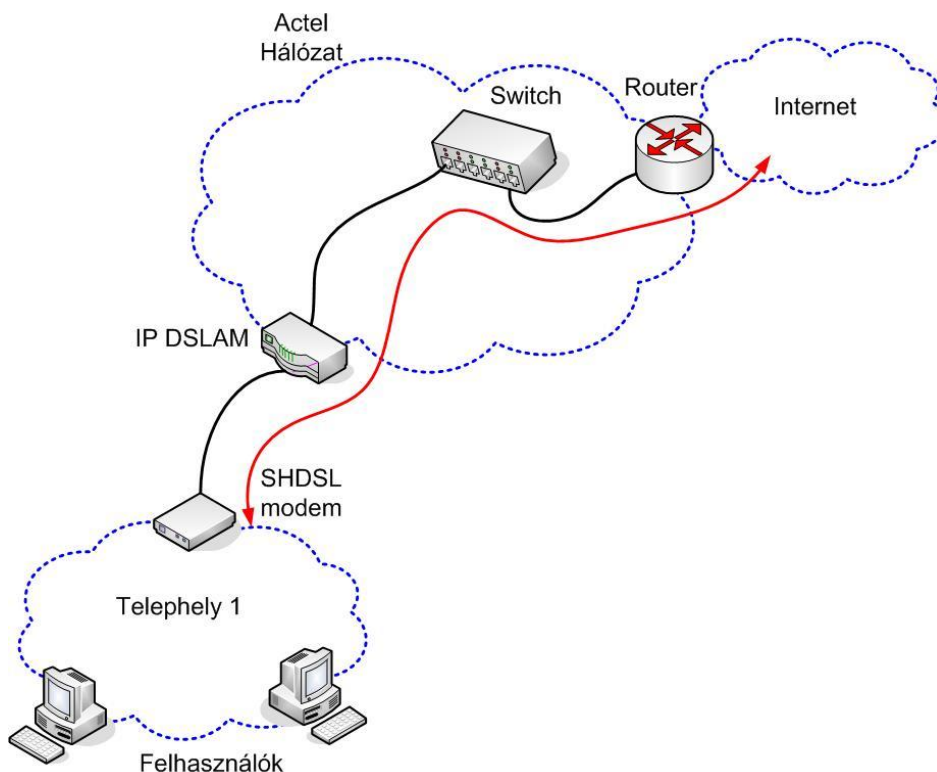 Actel
Hálózat
Switch
Router
Internet
IP DSLAM
SHDSL
modem
Telephely 1
Felhasználók